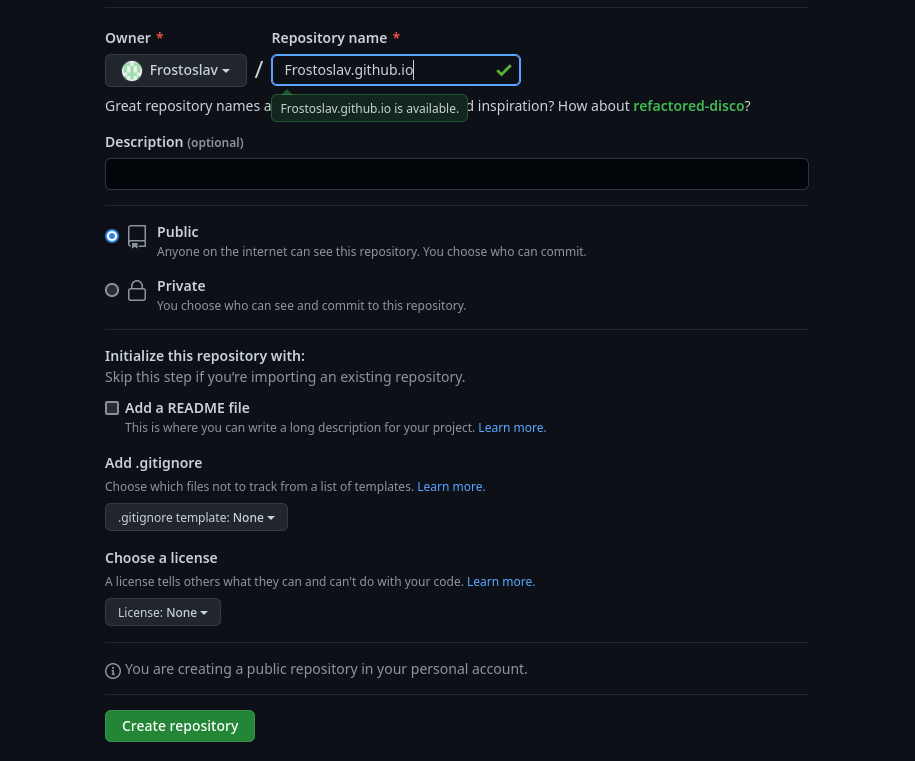 Owner * Repository name *
Frostoslav / Frostoslav.github.io
Great repository names a d inspiration? How about refactored-disco?
Frostoslav.github.io is available.
Description (optional)
Public
Anyone on the internet can see this repository. You choose who can commit.
Private
You choose who can see and commit to this repository.
Initialize this repository with:
Skip this step if you’re importing an existing repository.
Add a README file
This is where you can write a long description for your project. Learn more.
Add .gitignore
Choose which files not to track from a list of templates. Learn more.
.gitignore template: None
Choose a license
A license tells others what they can and can't do with your code. Learn more.
License: None
You are creating a public repository in your personal account.
Create repository